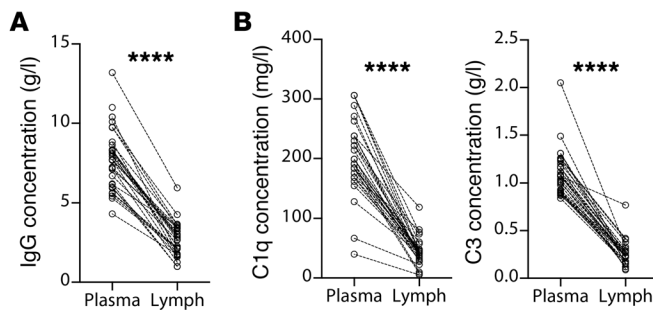 A
IgG concentration (g/l)
15
10
5
0
****
Plasma Lymph
B
C1q concentration (mg/l)
400
300
200
100
0
****
Plasma Lymph
C3 concentration (g/l)
2.5
2.0
1.5
1.0
0.5
0.0
****
Plasma Lymph